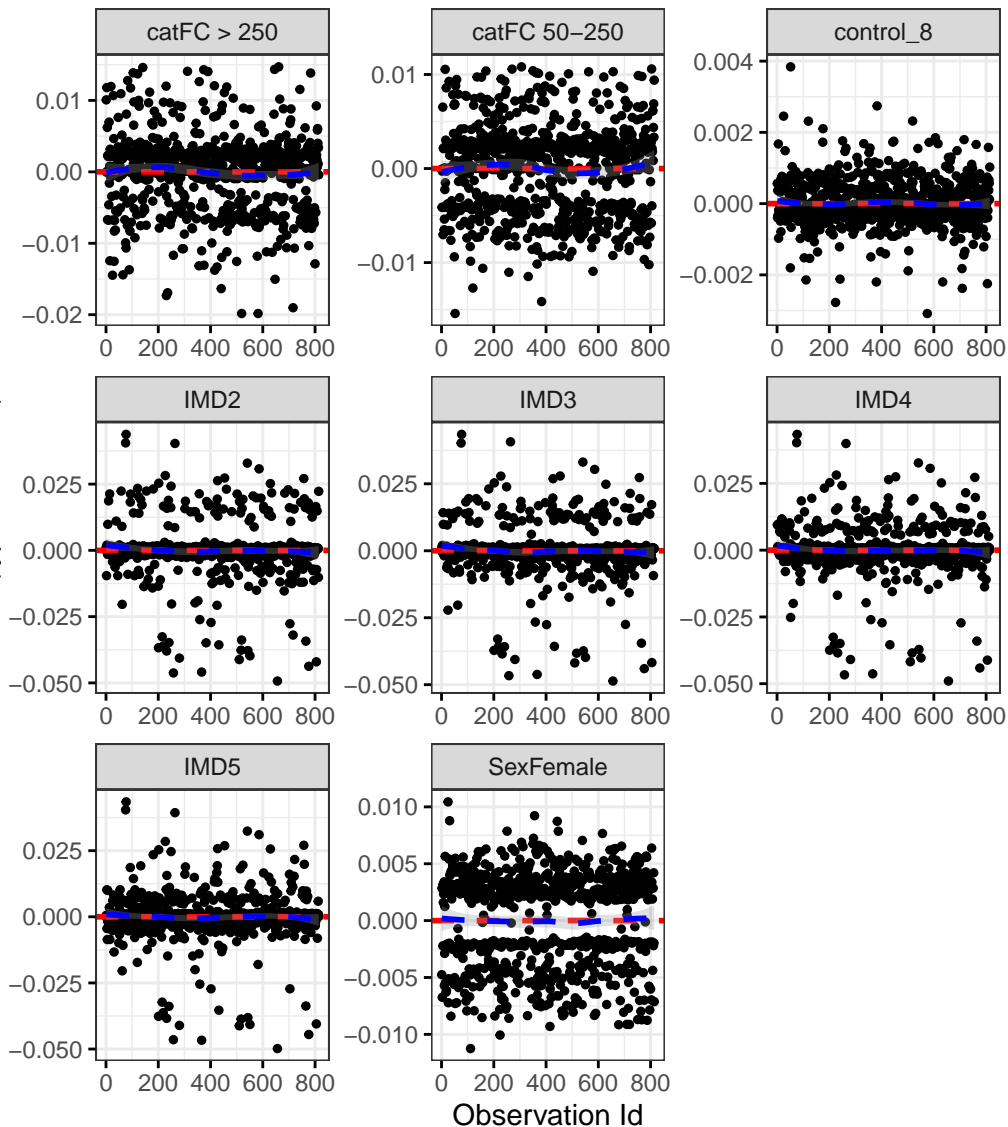 catFC > 250 catFC 50−250 control_8
0.01 0.00 −0.01 −0.02
0.01 0.00 −0.01
0.004 0.002 0.000 −0.002
0 200 400 600 800 0 200 400 600 800 0 200 400 600 800
IMD2 IMD3 IMD4
0.025 0.000 −0.025 −0.050
0.025 0.000 −0.025 −0.050
0.025 0.000 −0.025 −0.050
0 200 400 600 800 0 200 400 600 800 0 200 400 600 800
IMD5 SexFemale
0.025 0.000 −0.025 −0.050
0.010 0.005 0.000 −0.005 −0.010
0 200 400 600 800 0 200 400 600 800
Observation Id